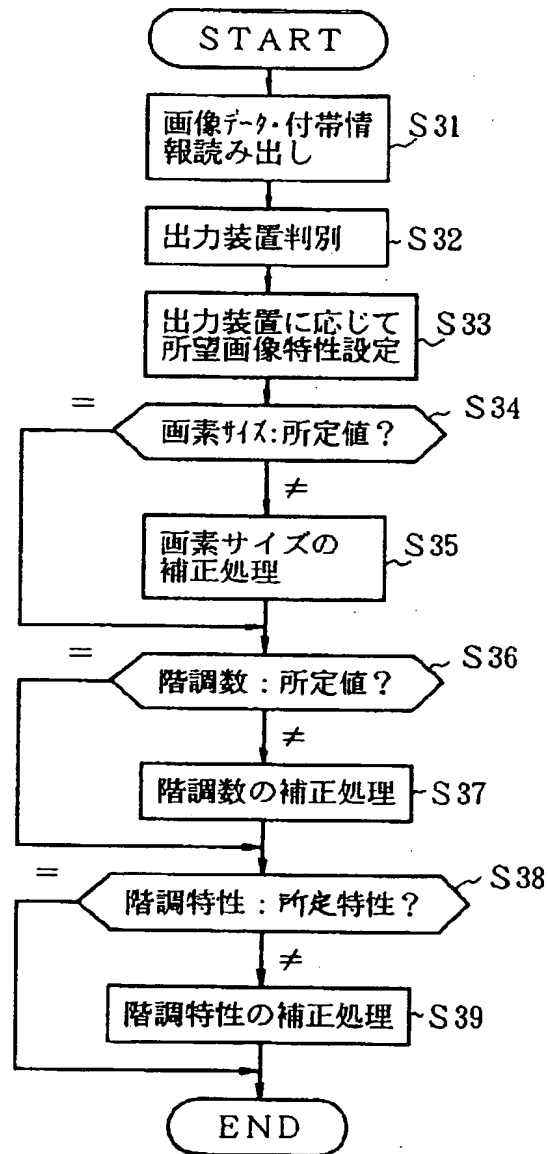 START
画像データ・付帯情
報読み出し
S31
出力装置判別
S32
出力装置に応じて
所望画像特性設定
S33
=
画素サイズ:所定値?
S34
≠
画素サイズの
補正処理
S35
=
階調数:所定値?
S36
≠
階調数の補正処理
S37
=
階調特性:所定特性?
S38
≠
階調特性の補正処理
S39
END